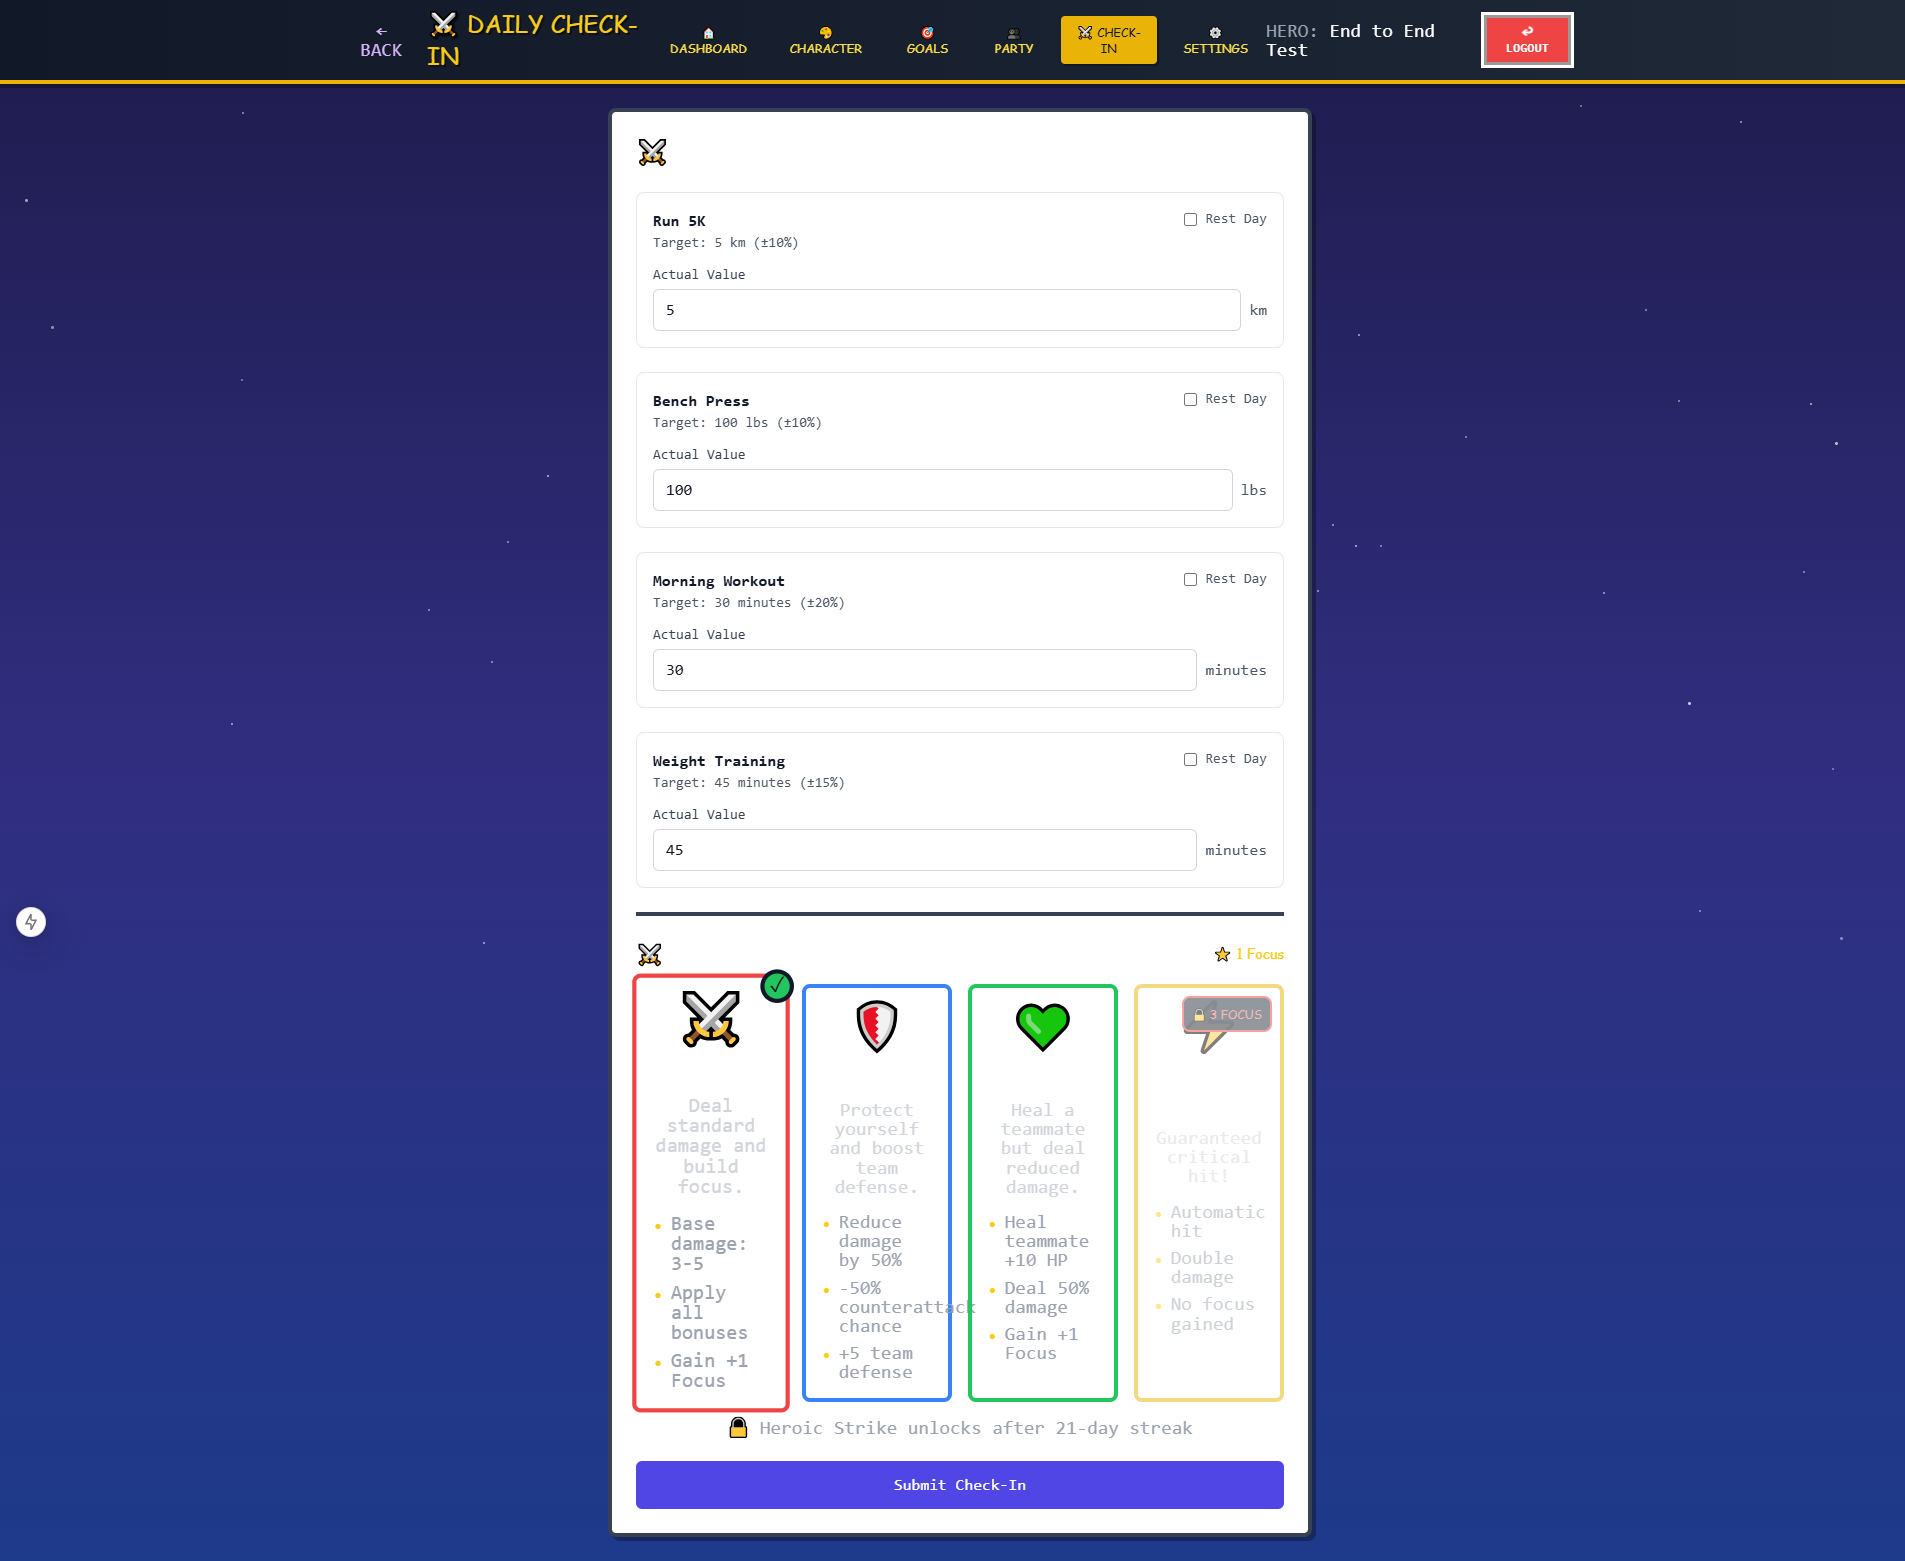 ←
BACK
DAILY CHECK-
IN
DASHBOARD
CHARACTER
GOALS
PARTY
CHECK-
IN
SETTINGS
HERO: End to End
Test
LOGOUT
Run 5K
Rest Day
Target: 5 km (±10%)
Actual Value
5
km
Bench Press
Rest Day
Target: 100 lbs (±10%)
Actual Value
100
lbs
Morning Workout
Rest Day
Target: 30 minutes (±20%)
Actual Value
30
minutes
Weight Training
Rest Day
Target: 45 minutes (±15%)
Actual Value
45
minutes
1 Focus
✓
Deal
standard
damage and
build
focus.
• Base
damage:
3-5
• Apply
all
bonuses
• Gain +1
Focus
Protect
yourself
and boost
team
defense.
• Reduce
damage
by 50%
• -50%
counterattack
chance
• +5 team
defense
Heal a
teammate
but deal
reduced
damage.
• Heal
teammate
+10 HP
• Deal 50%
damage
• Gain +1
Focus
3 FOCUS
Guaranteed
critical
hit!
• Automatic
hit
• Double
damage
• No focus
gained
Heroic Strike unlocks after 21-day streak
Submit Check-In